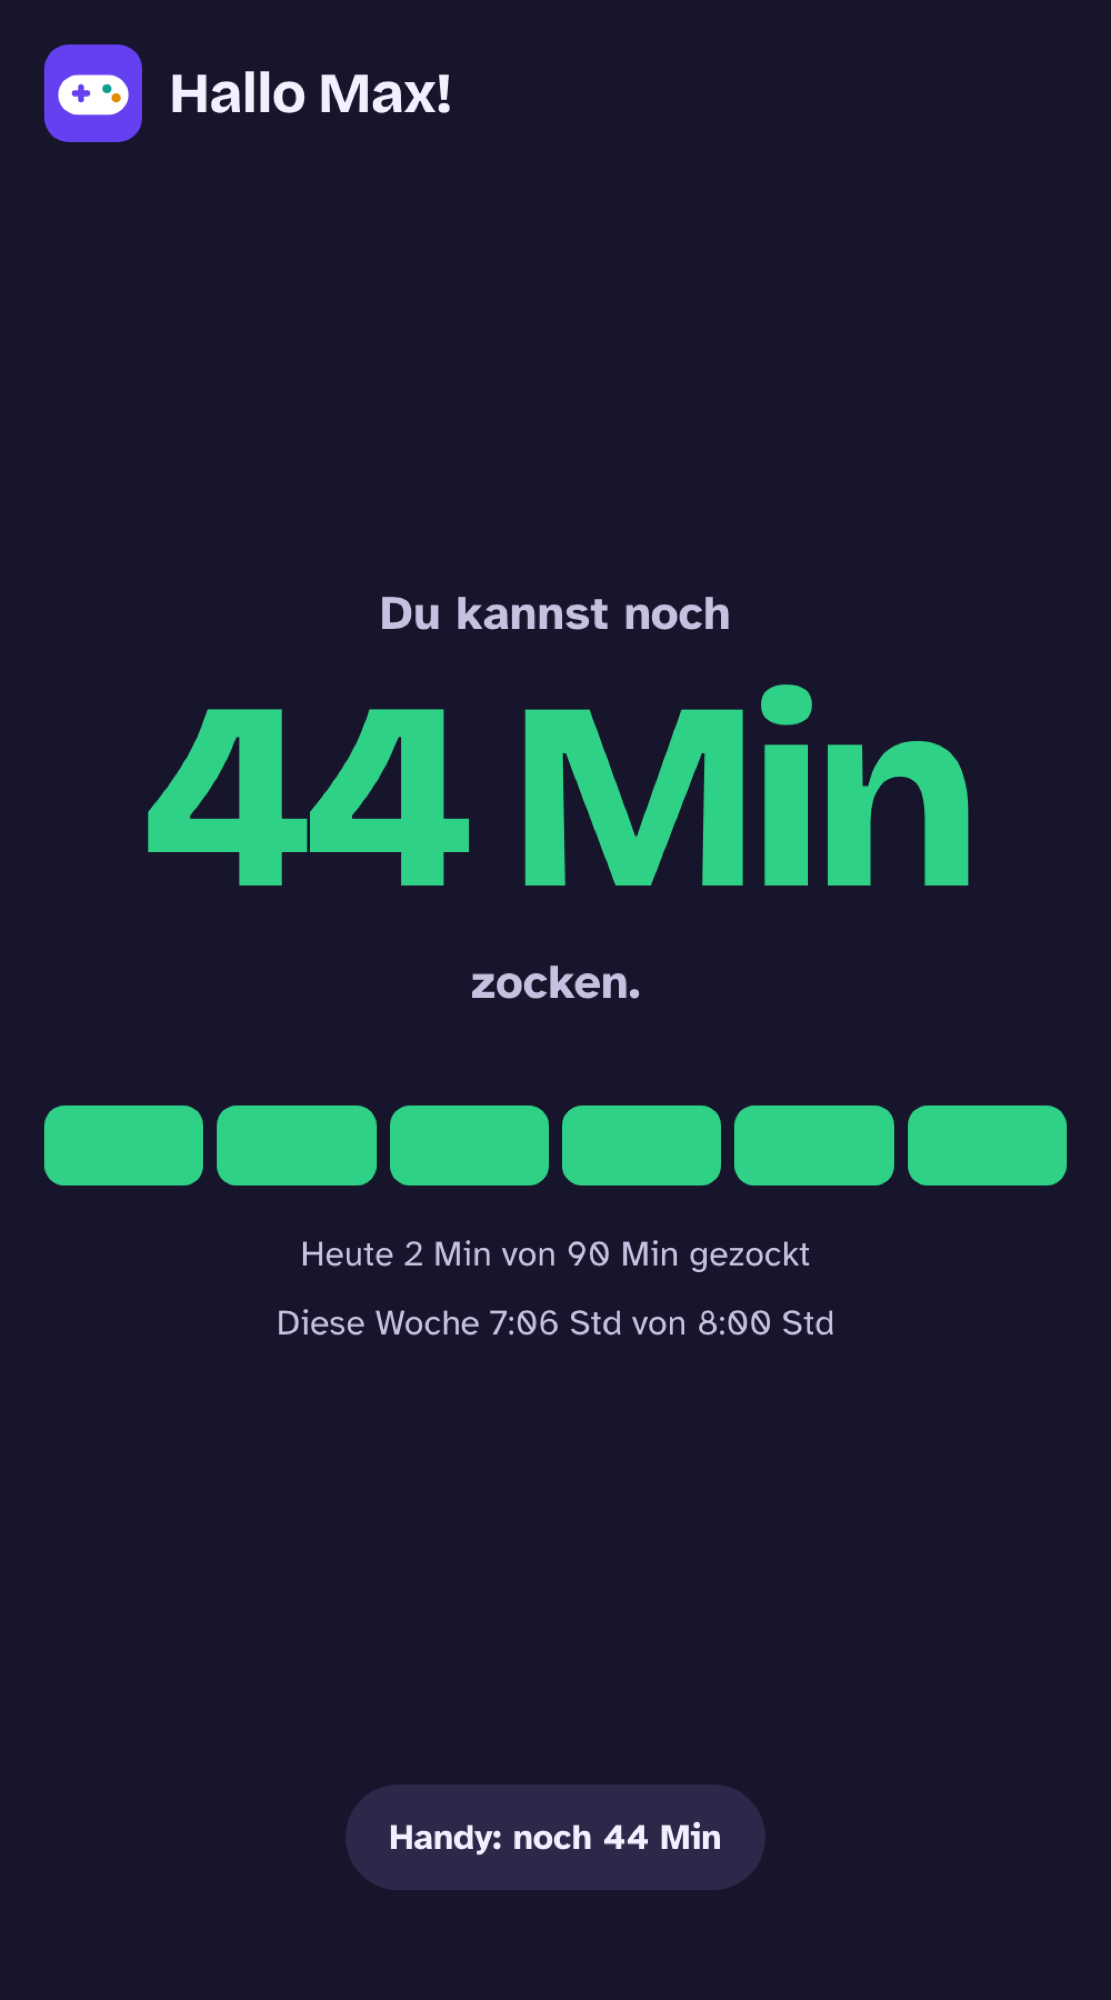 Hallo Max!
Du kannst noch
44 Min
zocken.
Heute 2 Min von 90 Min gezockt
Diese Woche 7:06 Std von 8:00 Std
Handy: noch 44 Min